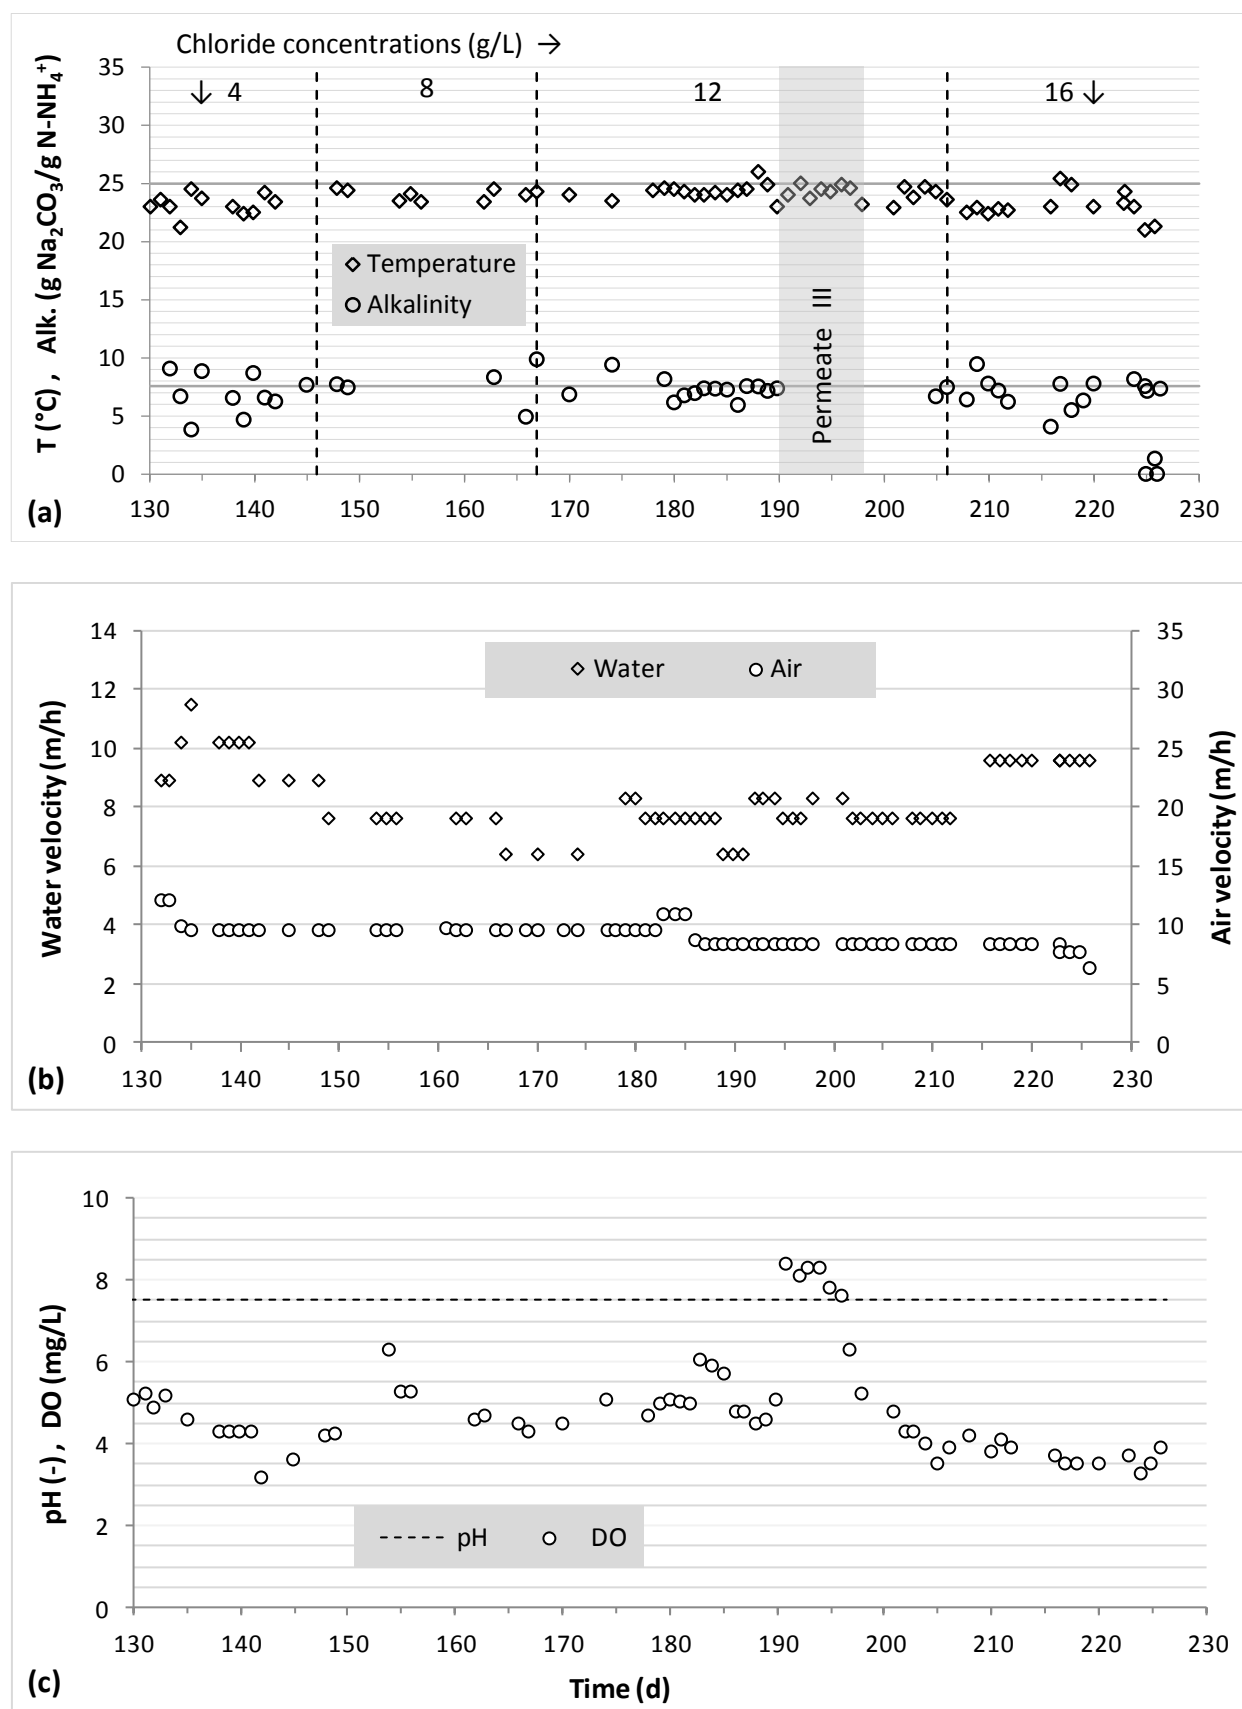 Chloride concentrations (g/L) →
T (°C) , Alk. (g Na₂CO₃/g N-NH₄⁺)
35
30
25
20
15
10
5
0
↓ 4
8
12
16 ↓
Temperature
Alkalinity
Permeate III
130 140 150 160 170 180 190 200 210 220 230
(a)
Water velocity (m/h)
14
12
10
8
6
4
2
0
Water Air
35
30
25
20
15
10
5
0
Air velocity (m/h)
130 140 150 160 170 180 190 200 210 220 230
(b)
pH (-) , DO (mg/L)
10
8
6
4
2
0
pH DO
130 140 150 160 170 180 190 200 210 220 230
(c)
Time (d)